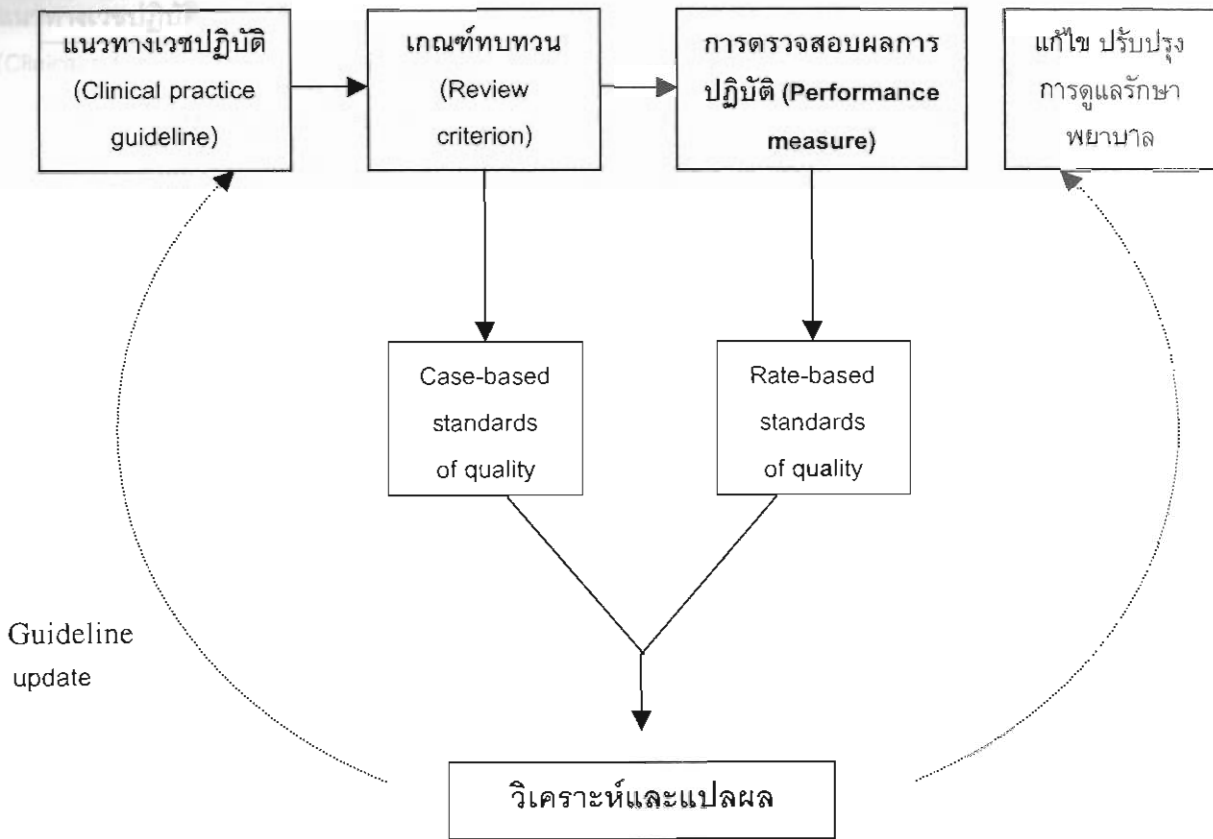 แนวทางเวชปฏิบัติ
(Clinical practice
guideline)
เกณฑ์ทบทวน
(Review
criterion)
การตรวจสอบผลการ
ปฏิบัติ (Performance
measure)
แก้ไข ปรับปรุง
การดูแลรักษา
พยาบาล
Case-based
standards
of quality
Rate-based
standards
of quality
Guideline
update
วิเคราะห์และแปลผล